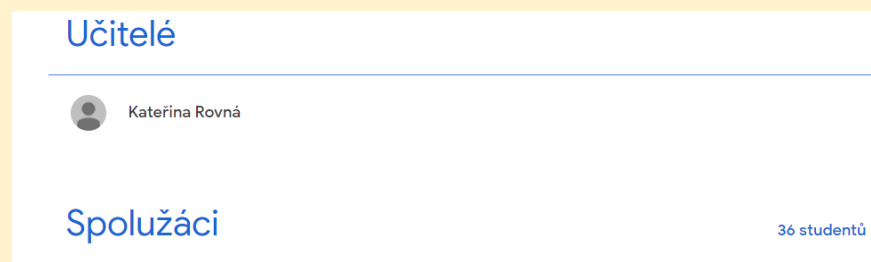 Učitelé
Kateřina Rovná
Spolužáci
36 studentů